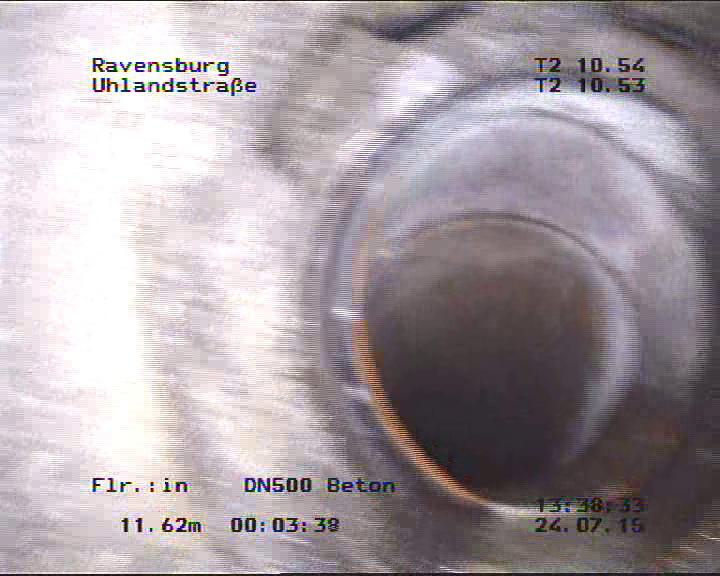 Ravensburg
Uhlandstraße
T2 10.54
T2 10.53
Flr.:in DN500 Beton
11.62m 00:03:38
13:38:33
24.07.15